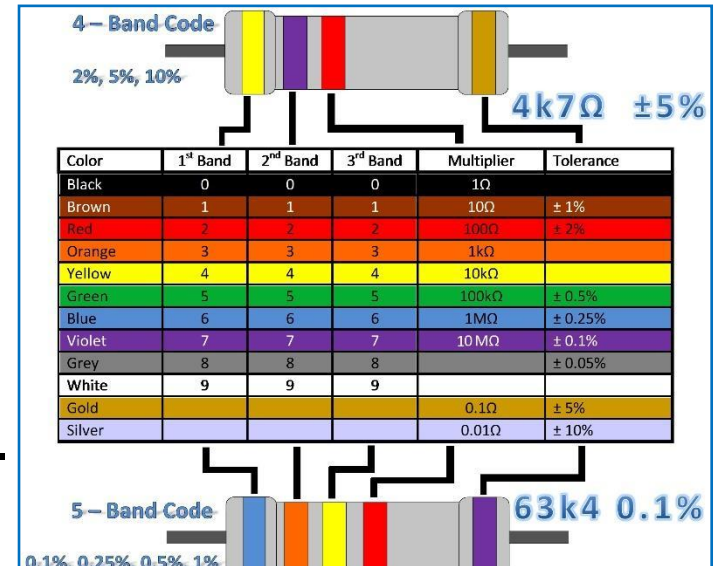 4 – Band Code
2%, 5%, 10%
4k7Ω ±5%
Color 1st Band 2nd Band 3rd Band Multiplier Tolerance
Black 0 0 0 1Ω
Brown 1 1 1 10Ω ± 1%
Red 2 2 2 100Ω ± 2%
Orange 3 3 3 1kΩ
Yellow 4 4 4 10kΩ
Green 5 5 5 100kΩ ± 0.5%
Blue 6 6 6 1MΩ ± 0.25%
Violet 7 7 7 10 MΩ ± 0.1%
Grey 8 8 8 ± 0.05%
White 9 9 9
Gold 0.1Ω ± 5%
Silver 0.01Ω ± 10%
5 – Band Code
63k4 0.1%
0.1%, 0.25%, 0.5%, 1%